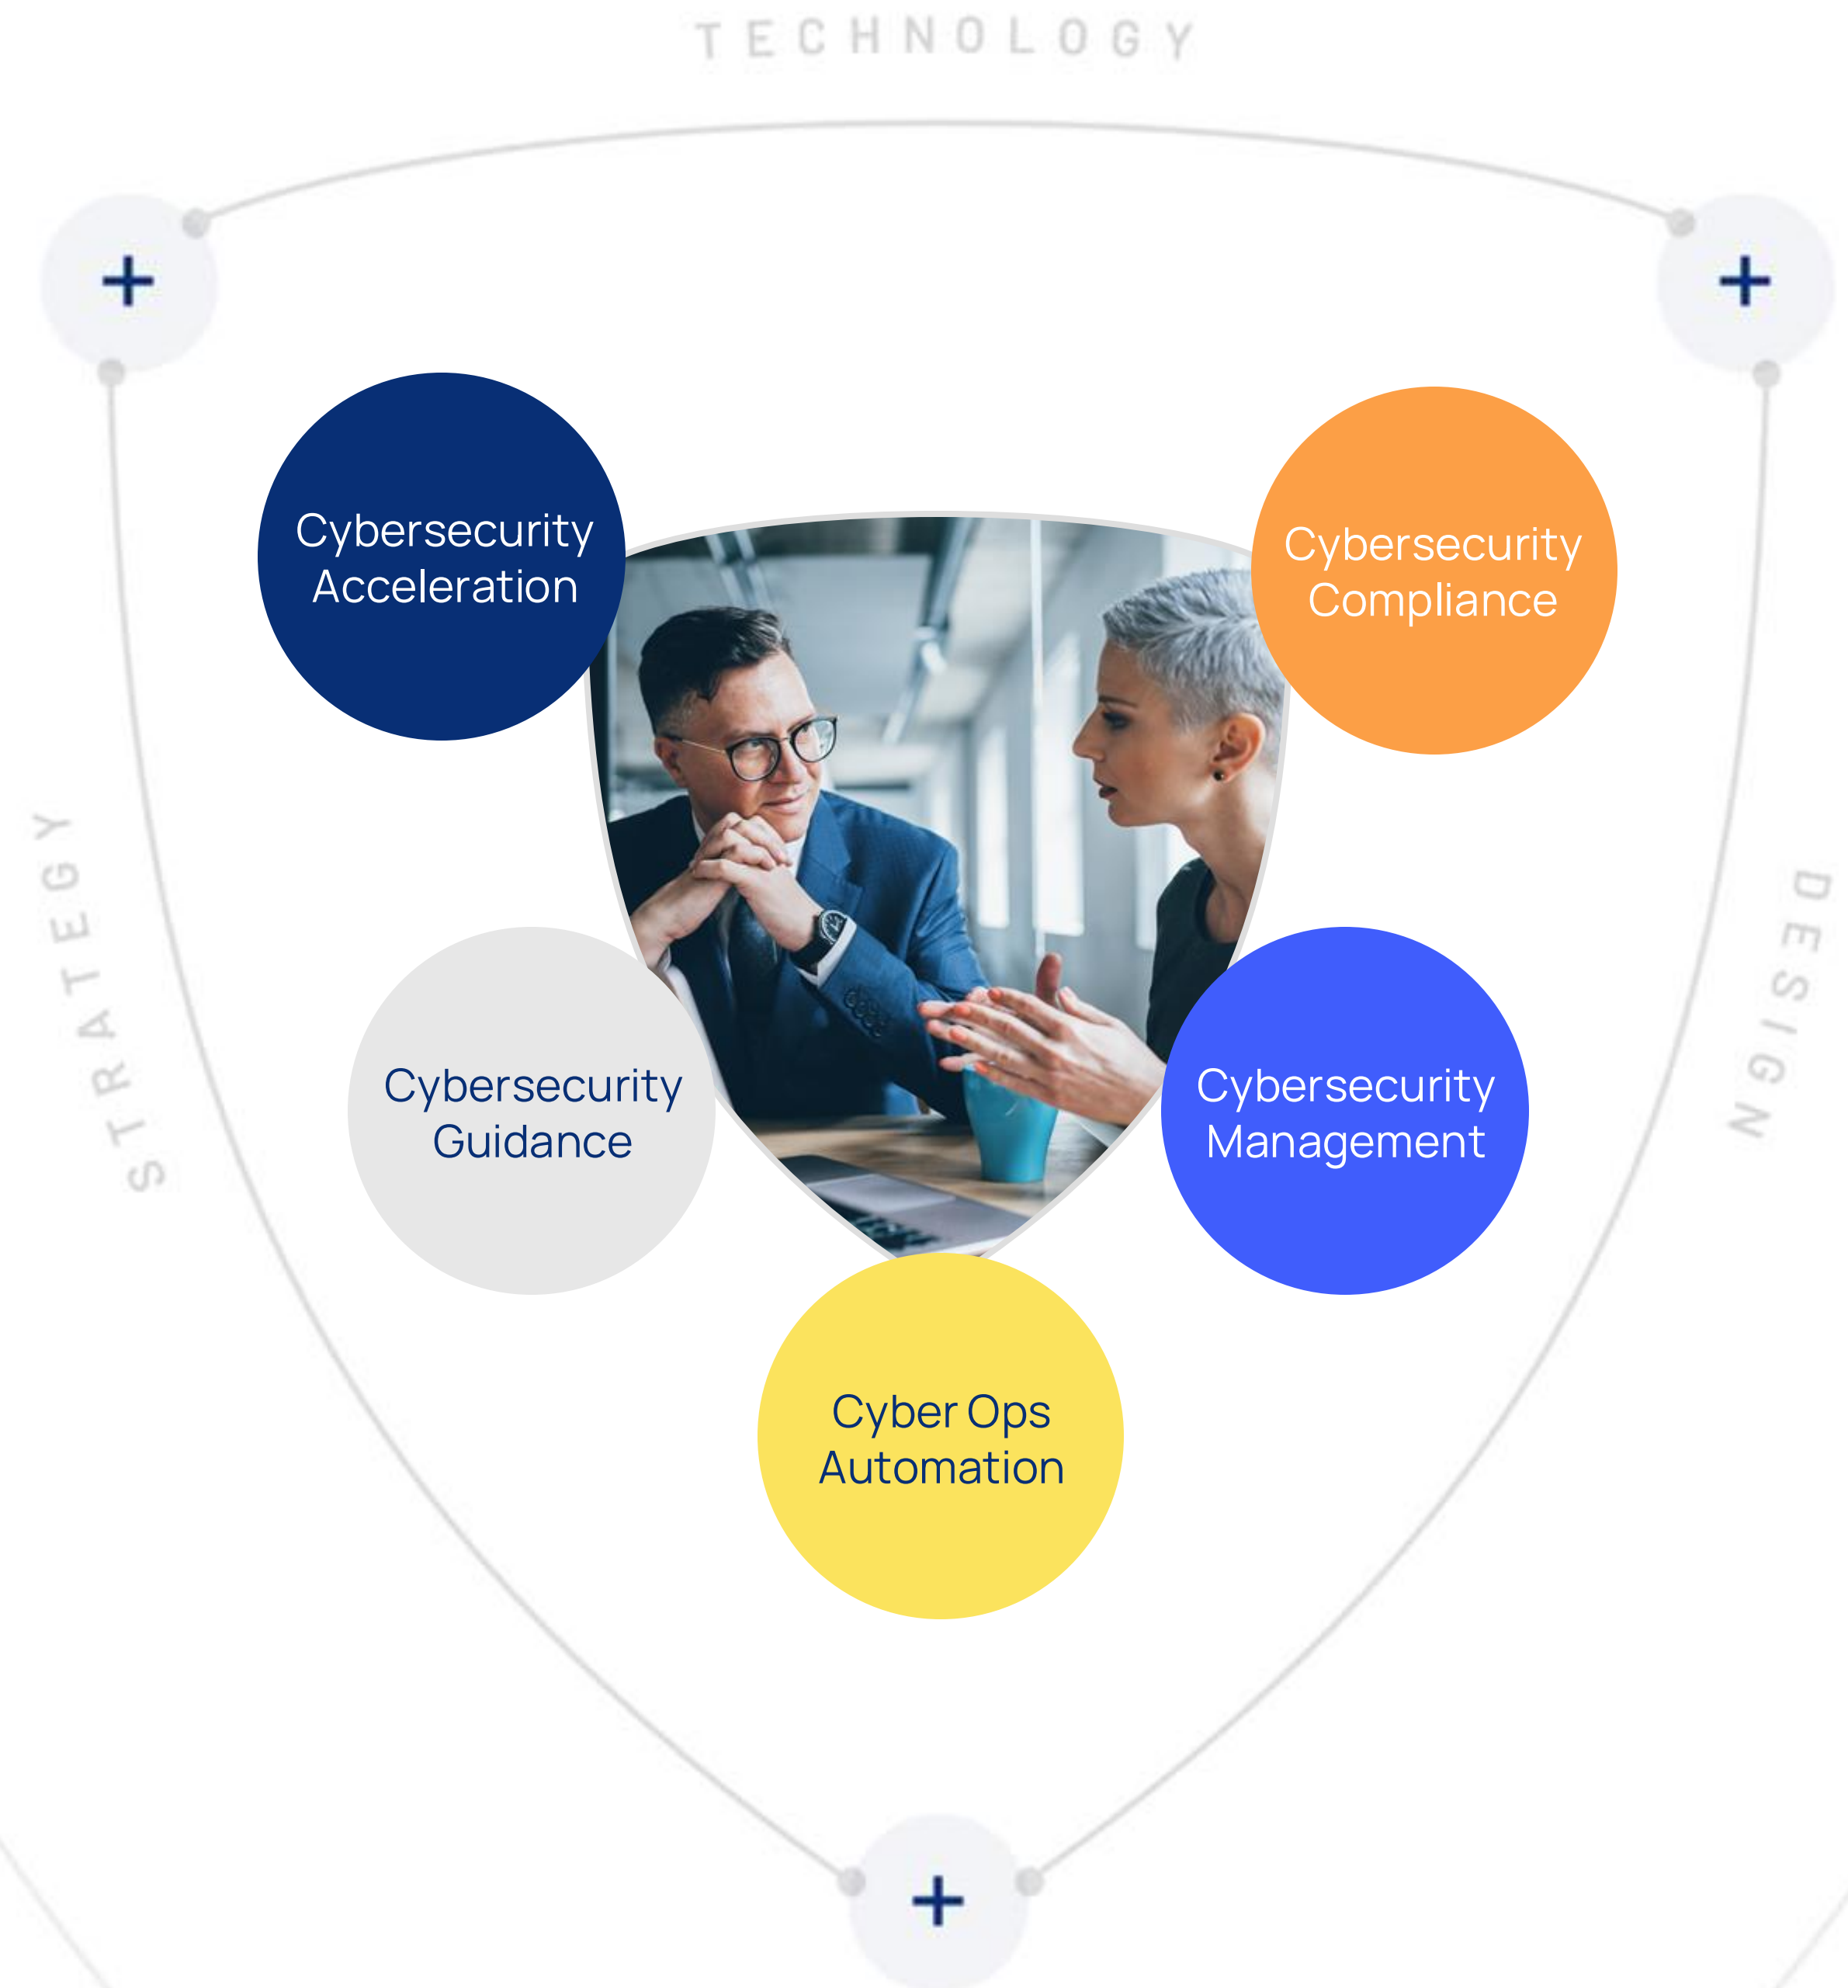 TECHNOLOGY
Cybersecurity
Acceleration
Cybersecurity
Compliance
STRATEGY
DESIGN
Cybersecurity
Guidance
Cybersecurity
Management
Cyber Ops
Automation